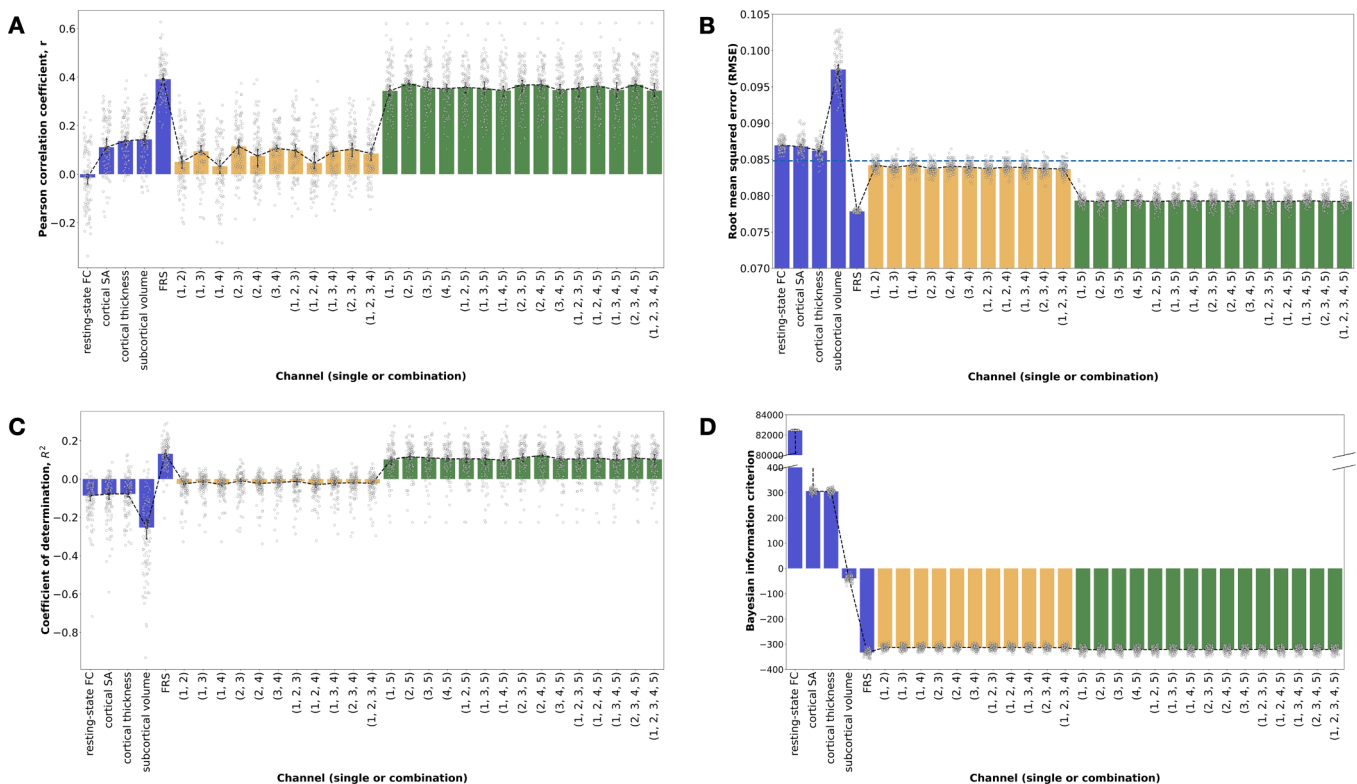 A
Pearson correlation coefficient, r
0.6
0.4
0.2
0.0
−0.2
resting-state FC
cortical SA
cortical thickness
subcortical volume
FRS
(1, 2)
(1, 3)
(1, 4)
(2, 3)
(2, 4)
(3, 4)
(1, 2, 3)
(1, 2, 4)
(1, 3, 4)
(2, 3, 4)
(1, 2, 3, 4)
(1, 5)
(2, 5)
(3, 5)
(4, 5)
(1, 2, 5)
(1, 3, 5)
(1, 4, 5)
(2, 3, 5)
(2, 4, 5)
(3, 4, 5)
(1, 2, 3, 5)
(1, 2, 4, 5)
(1, 3, 4, 5)
(2, 3, 4, 5)
(1, 2, 3, 4, 5)
Channel (single or combination)
B
Root mean squared error (RMSE)
0.105
0.100
0.095
0.090
0.085
0.080
0.075
0.070
resting-state FC
cortical SA
cortical thickness
subcortical volume
FRS
(1, 2)
(1, 3)
(1, 4)
(2, 3)
(2, 4)
(3, 4)
(1, 2, 3)
(1, 2, 4)
(1, 3, 4)
(2, 3, 4)
(1, 2, 3, 4)
(1, 5)
(2, 5)
(3, 5)
(4, 5)
(1, 2, 5)
(1, 3, 5)
(1, 4, 5)
(2, 3, 5)
(2, 4, 5)
(3, 4, 5)
(1, 2, 3, 5)
(1, 2, 4, 5)
(1, 3, 4, 5)
(2, 3, 4, 5)
(1, 2, 3, 4, 5)
Channel (single or combination)
C
Coefficient of determination, R²
0.2
0.0
−0.2
−0.4
−0.6
−0.8
resting-state FC
cortical SA
cortical thickness
subcortical volume
FRS
(1, 2)
(1, 3)
(1, 4)
(2, 3)
(2, 4)
(3, 4)
(1, 2, 3)
(1, 2, 4)
(1, 3, 4)
(2, 3, 4)
(1, 2, 3, 4)
(1, 5)
(2, 5)
(3, 5)
(4, 5)
(1, 2, 5)
(1, 3, 5)
(1, 4, 5)
(2, 3, 5)
(2, 4, 5)
(3, 4, 5)
(1, 2, 3, 5)
(1, 2, 4, 5)
(1, 3, 4, 5)
(2, 3, 4, 5)
(1, 2, 3, 4, 5)
Channel (single or combination)
D
Bayesian information criterion
84000
82000
80000
400
300
200
100
0
−100
−200
−300
−400
resting-state FC
cortical SA
cortical thickness
subcortical volume
FRS
(1, 2)
(1, 3)
(1, 4)
(2, 3)
(2, 4)
(3, 4)
(1, 2, 3)
(1, 2, 4)
(1, 3, 4)
(2, 3, 4)
(1, 2, 3, 4)
(1, 5)
(2, 5)
(3, 5)
(4, 5)
(1, 2, 5)
(1, 3, 5)
(1, 4, 5)
(2, 3, 5)
(2, 4, 5)
(3, 4, 5)
(1, 2, 3, 5)
(1, 2, 4, 5)
(1, 3, 4, 5)
(2, 3, 4, 5)
(1, 2, 3, 4, 5)
Channel (single or combination)